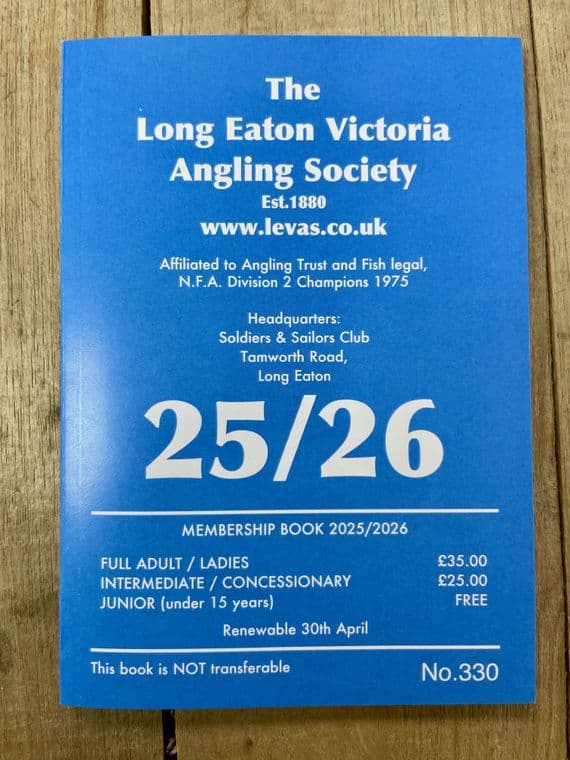 The
Long Eaton Victoria
Angling Society
Est.1880
www.levas.co.uk
Affiliated to Angling Trust and Fish legal,
N.F.A. Division 2 Champions 1975
Headquarters:
Soldiers & Sailors Club
Tamworth Road,
Long Eaton
25/26
MEMBERSHIP BOOK 2025/2026
FULL ADULT / LADIES £35.00
INTERMEDIATE / CONCESSIONARY £25.00
JUNIOR (under 15 years) FREE
Renewable 30th April
This book is NOT transferable No.330